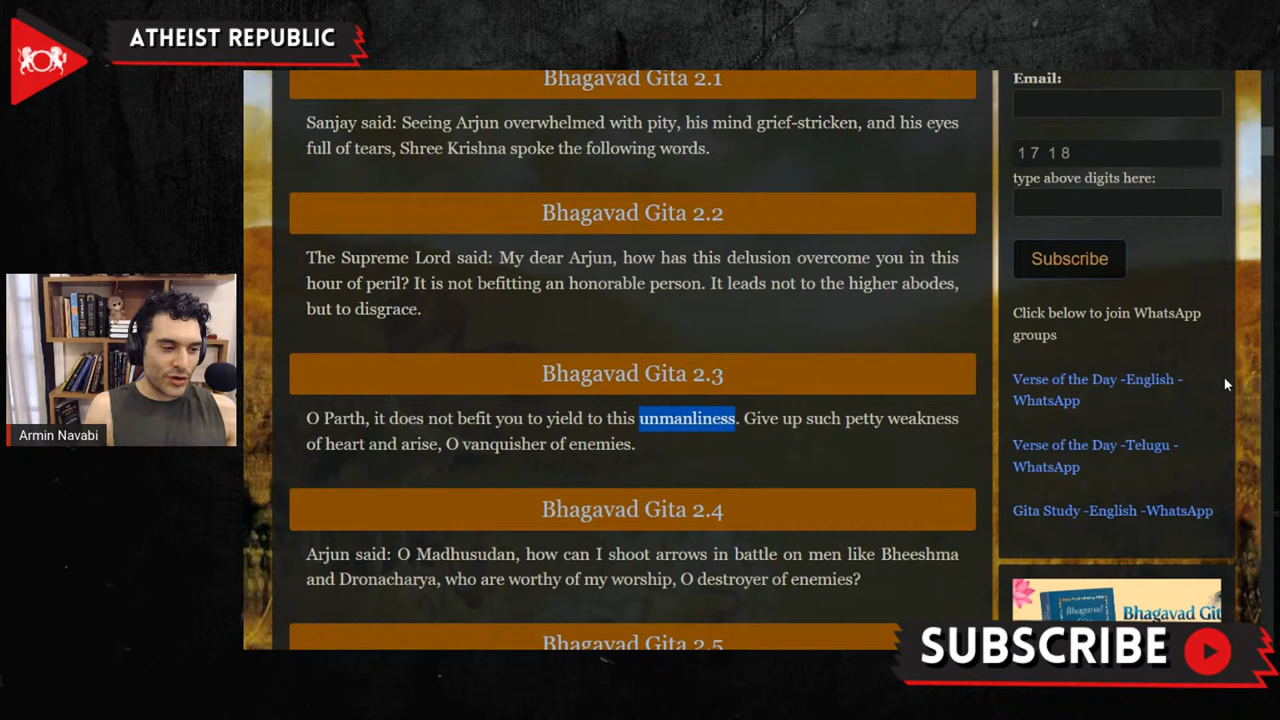 ATHEIST REPUBLIC
Bhagavad Gita 2.1
Sanjay said: Seeing Arjun overwhelmed with pity, his mind grief-stricken, and his eyes
full of tears, Shree Krishna spoke the following words.
Bhagavad Gita 2.2
The Supreme Lord said: My dear Arjun, how has this delusion overcome you in this
hour of peril? It is not befitting an honorable person. It leads not to the higher abodes,
but to disgrace.
Bhagavad Gita 2.3
O Parth, it does not befit you to yield to this unmanliness. Give up such petty weakness
of heart and arise, O vanquisher of enemies.
Bhagavad Gita 2.4
Arjun said: O Madhusudan, how can I shoot arrows in battle on men like Bheeshma
and Dronacharya, who are worthy of my worship, O destroyer of enemies?
Bhagavad Gita 2.5
Email:
17 18
type above digits here:
Subscribe
Click below to join WhatsApp
groups
Verse of the Day -English -
WhatsApp
Verse of the Day -Telugu -
WhatsApp
Gita Study -English -WhatsApp
Bhagavad
Bhagavad Git
Armin Navabi
SUBSCRIBE